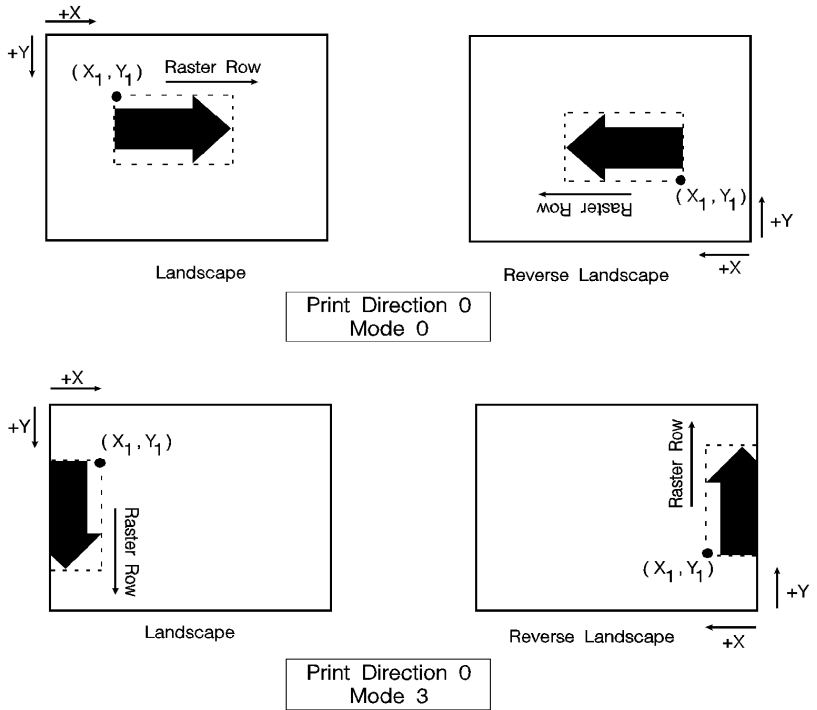 +X
+Y
(X1,Y1)
Raster Row
Landscape
(X1,Y1)
Raster Row
+Y
+X
Reverse Landscape
Print Direction 0
Mode 0
+X
+Y
(X1,Y1)
Raster Row
Landscape
Raster Row
(X1,Y1)
+Y
+X
Reverse Landscape
Print Direction 0
Mode 3